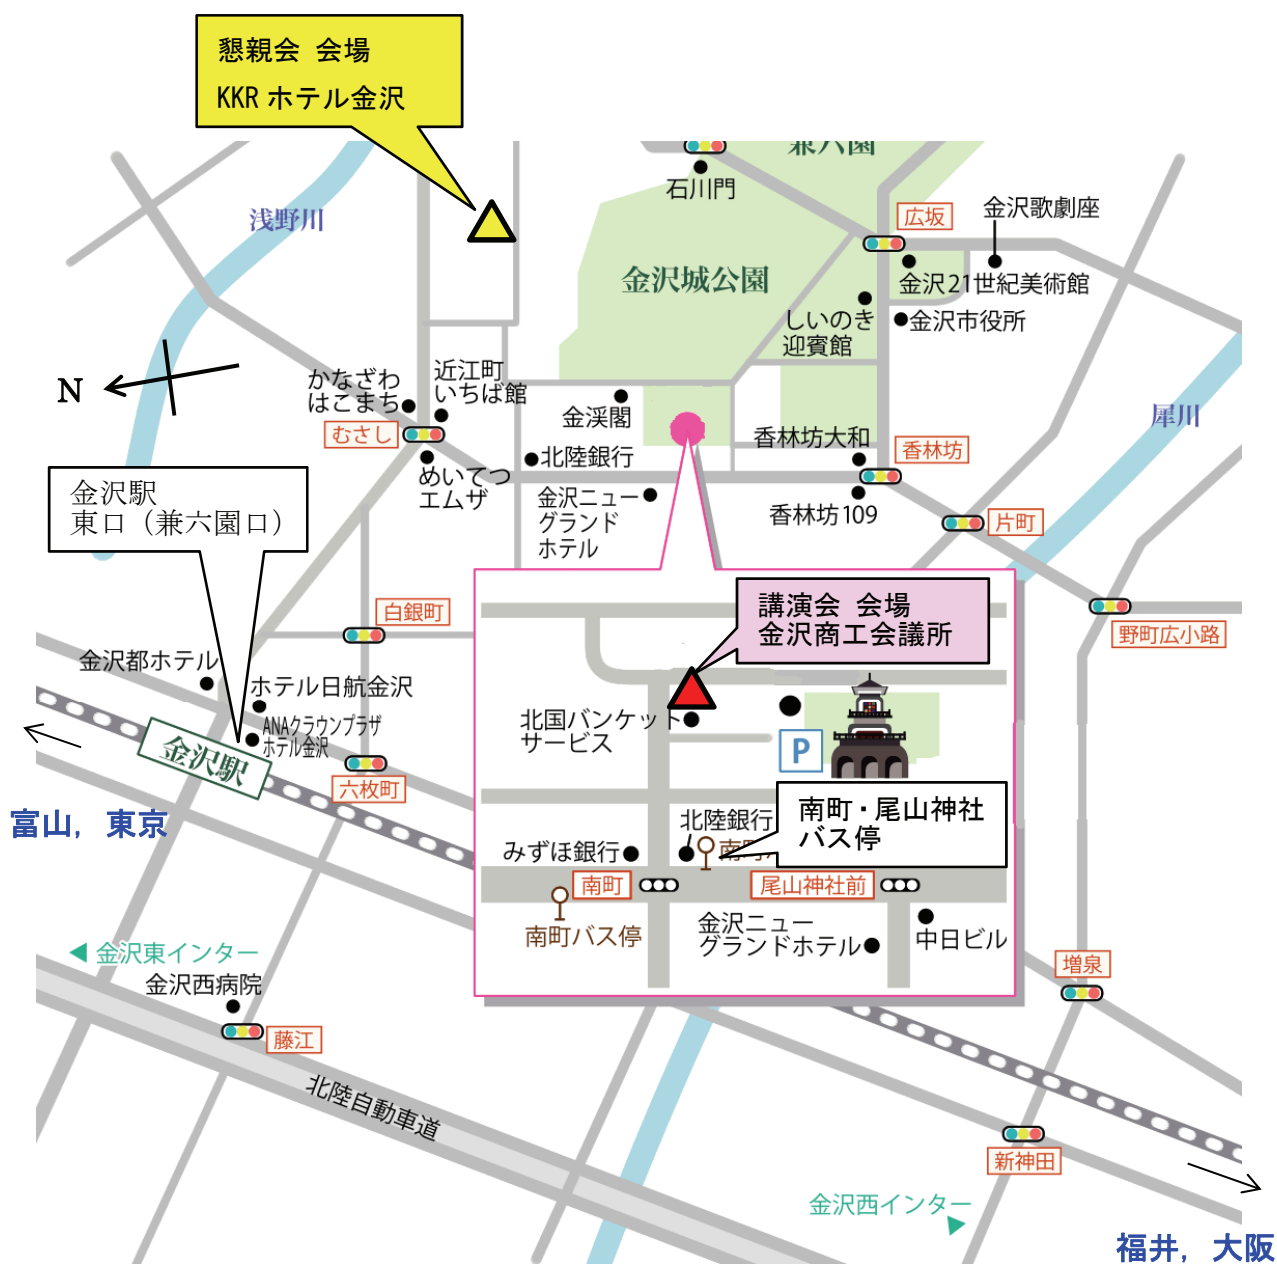 懇親会 会場
KKR ホテル金沢
兼六園
石川門
浅野川
広坂
金沢歌劇座
金沢城公園
金沢21世紀美術館
しいのき
迎賓館
金沢市役所
N
かなざわ
はこまち
近江町
いちば館
むさし
金渓閣
犀川
香林坊大和
香林坊
北陸銀行
めいてつ
エムザ
金沢ニュー
グランド
ホテル
香林坊109
片町
金沢駅
東口（兼六園口）
白銀町
講演会 会場
金沢商工会議所
野町広小路
金沢都ホテル
ホテル日航金沢
ANAクラウンプラザ
ホテル金沢
北国バンケット
サービス
P
金沢駅
六枚町
富山，東京
南町・尾山神社
バス停
北陸銀行
みずほ銀行
南町
尾山神社前
南町バス停
金沢ニュー
グランドホテル
中日ビル
金沢東インター
金沢西病院
藤江
増泉
北陸自動車道
新神田
金沢西インター
福井，大阪